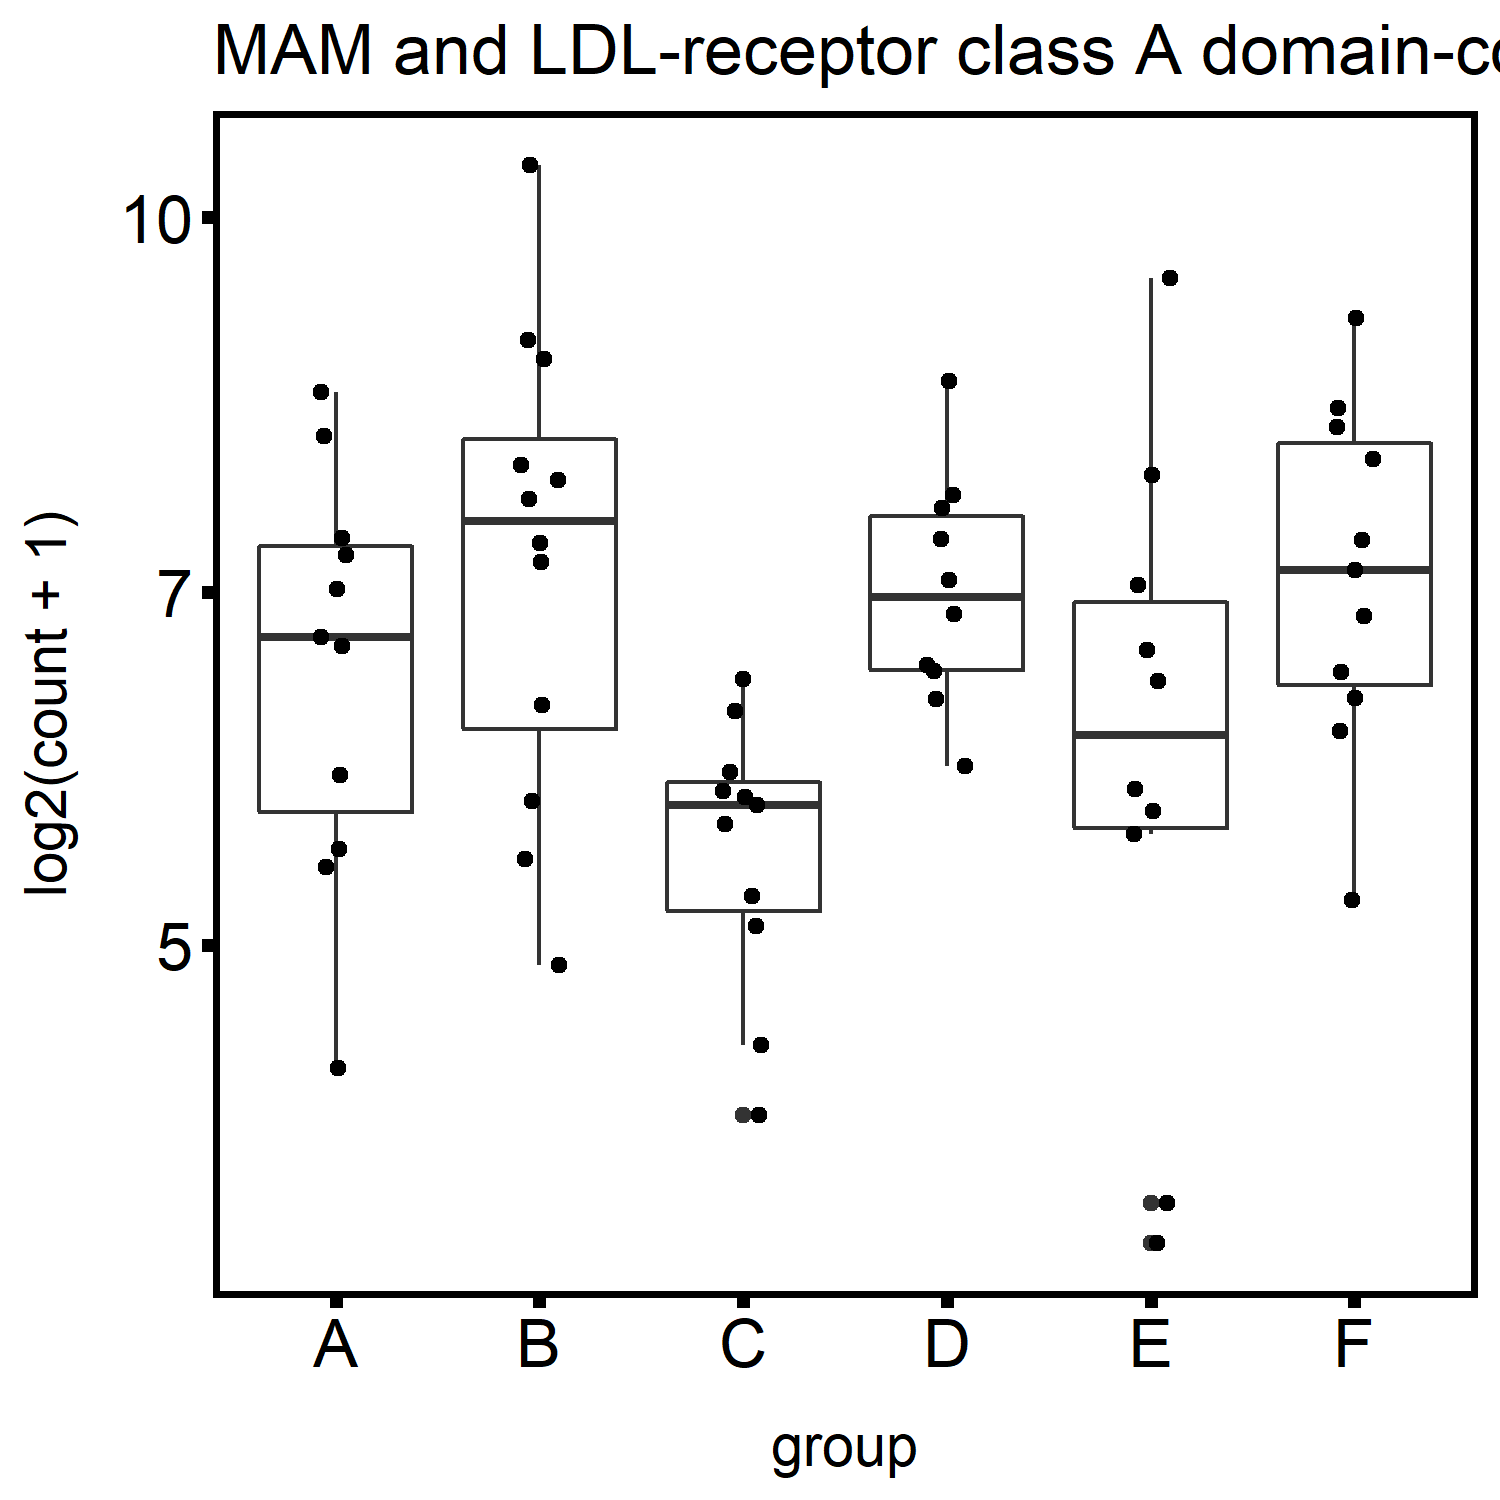 MAM and LDL-receptor class A domain-co
10
7
5
log2(count + 1)
A B C D E F
group